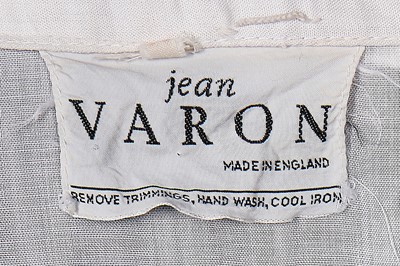 jean
VARON
MADE IN ENGLAND
REMOVE TRIMMINGS, HAND WASH, COOL IRON